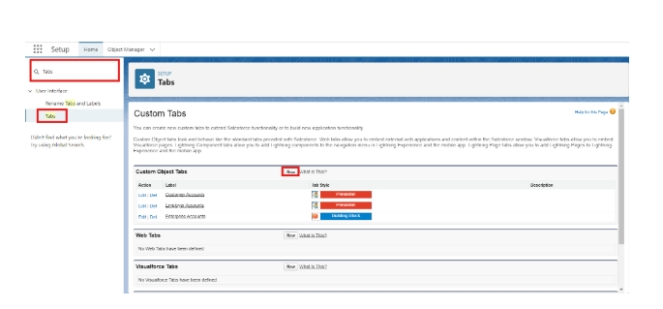 Setup
Home
Object Manager
Tabs
User Interface
Rename Tabs and Labels
Tabs
Didn't find what you're looking for?
Try using Global Search.
SETUP
Tabs
Custom Tabs
Help for this Page
You can create new custom tabs to extend Salesforce functionality or to build new application functionality.
Custom Object tabs look and behave like the standard tabs provided with Salesforce. Web tabs allow you to embed external web applications and content within the Salesforce window. Visualforce tabs allow you to embed
Visualforce pages. Lightning Component tabs allow you to add Lightning components to the navigation menu in Lightning Experience and the mobile app. Lightning Page tabs allow you to add Lightning Pages to Lightning
Experience and the mobile app.
Custom Object Tabs
New
What Is This?
Action
Label
Tab Style
Description
Edit | Del
Customer Accounts
Edit | Del
Edit | Del
Enterprise Accounts
Building Block
Web Tabs
New
What Is This?
No Web Tabs have been defined
Visualforce Tabs
New
What Is This?
No Visualforce Tabs have been defined